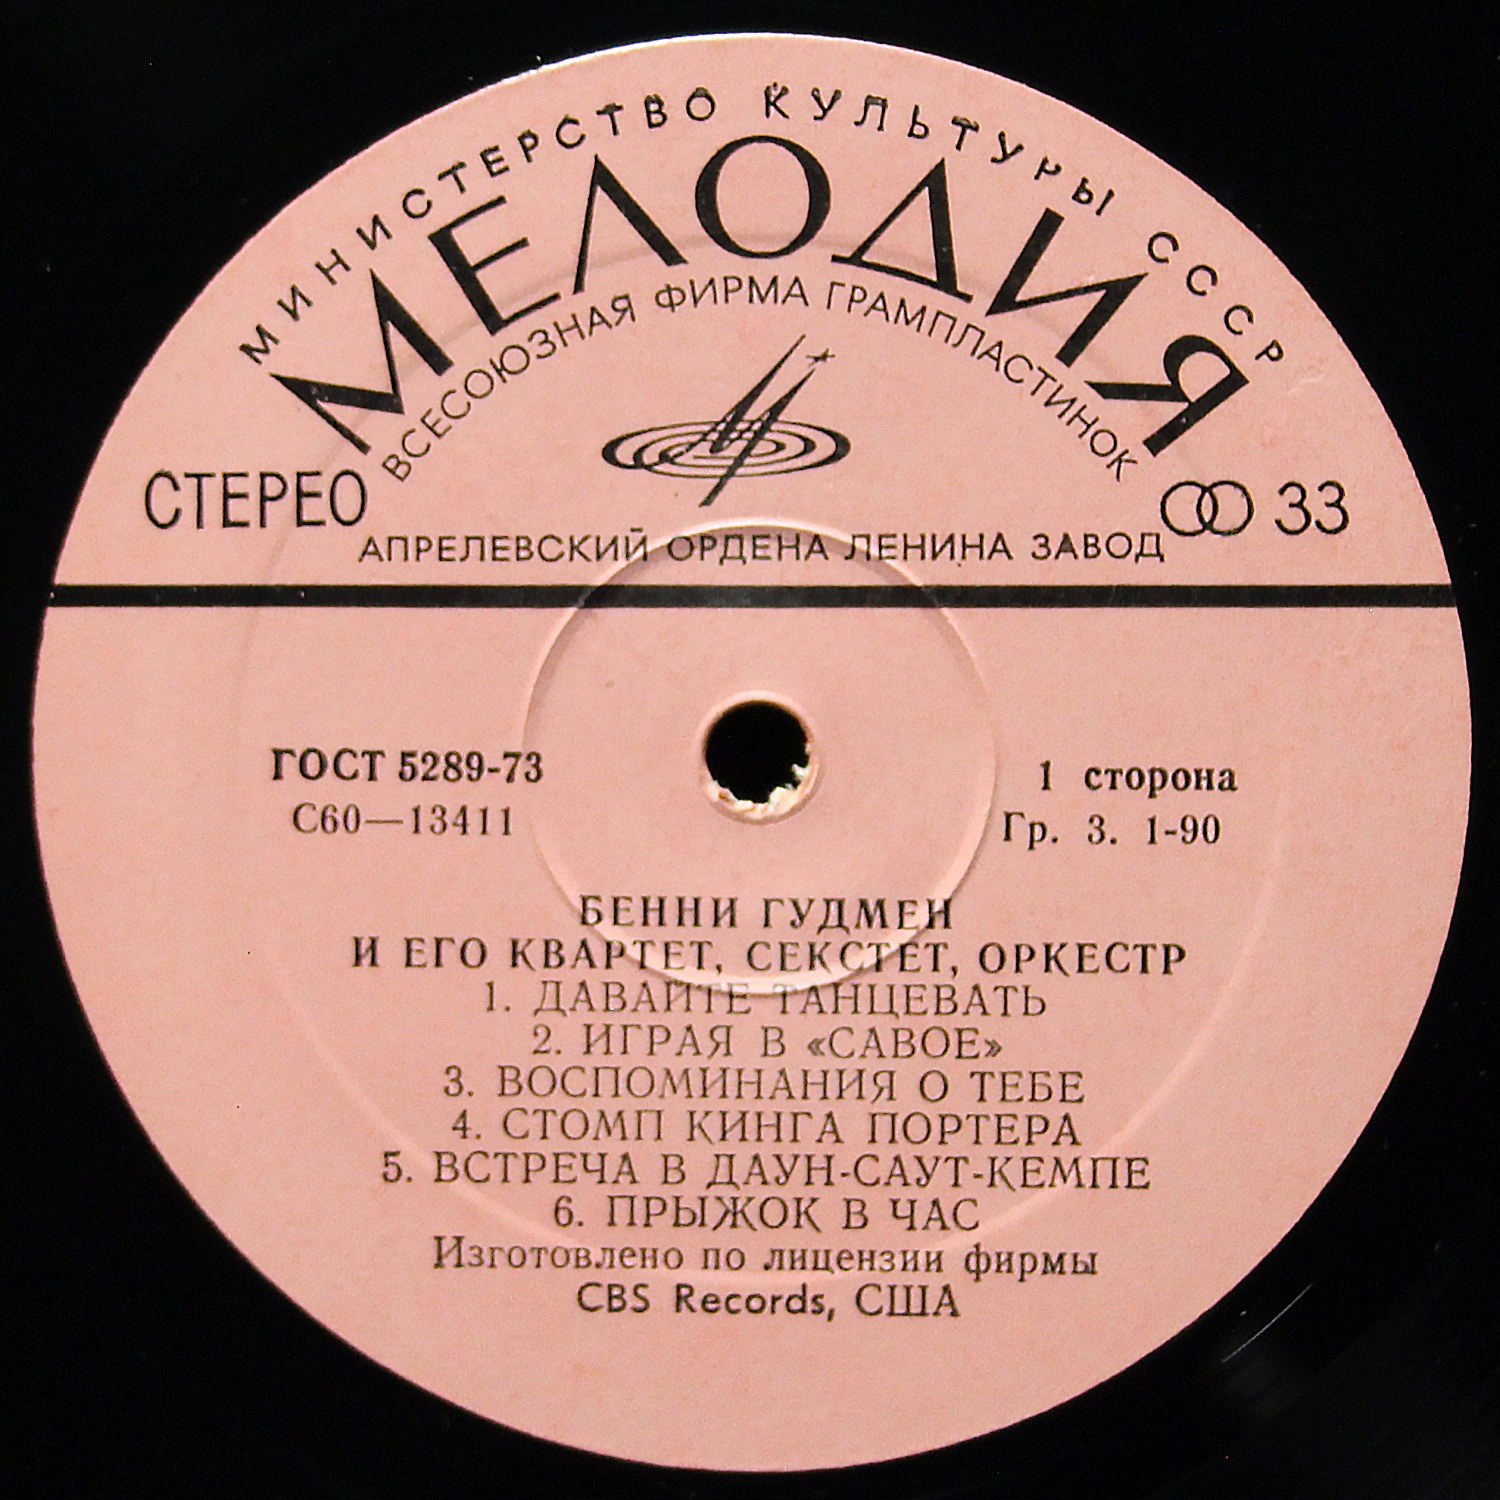 МИНИСТЕРСТВО КУЛЬТУРЫ СССР
МЕЛОДИЯ
ВСЕСОЮЗНАЯ ФИРМА ГРАМПЛАСТИНОК
СТЕРЕО
33
АПРЕЛЕВСКИЙ ОРДЕНА ЛЕНИНА ЗАВОД
ГОСТ 5289-73
С60—13411
1 сторона
Гр. 3. 1-90
БЕННИ ГУДМЕН
И ЕГО КВАРТЕТ, СЕКСТЕТ, ОРКЕСТР
1. ДАВАЙТЕ ТАНЦЕВАТЬ
2. ИГРАЯ В «САВОЕ»
3. ВОСПОМИНАНИЯ О ТЕБЕ
4. СТОМП КИНГА ПОРТЕРА
5. ВСТРЕЧА В ДАУН-САУТ-КЕМПЕ
6. ПРЫЖОК В ЧАС
Изготовлено по лицензии фирмы
CBS Records, США